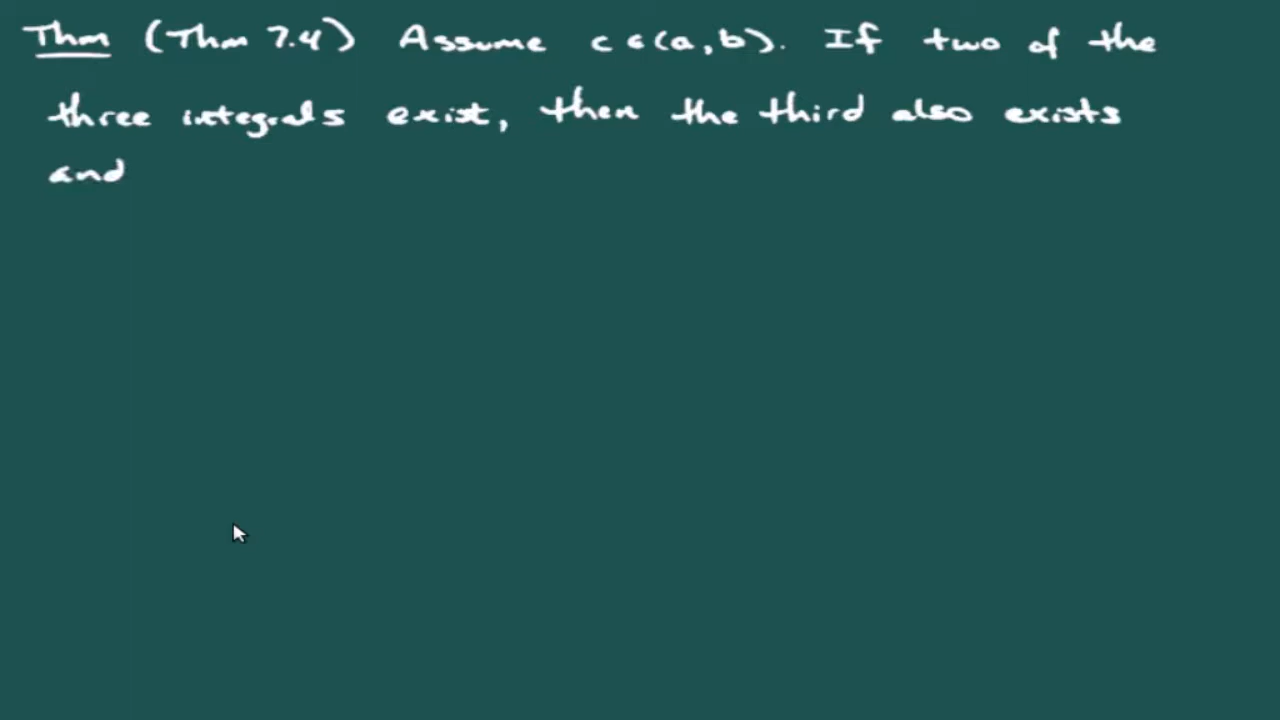 Thm (Thm 7.4) Assume c ∈ (a,b). If two of the
three integrals exist, then the third also exists
and